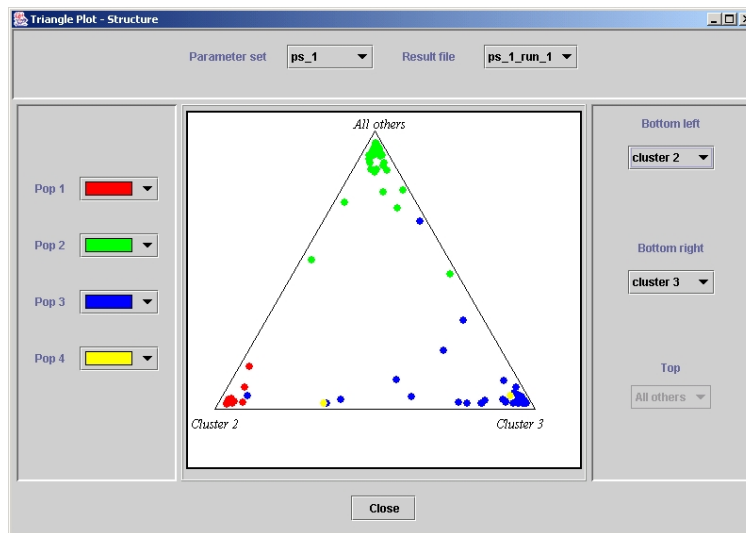 Triangle Plot - Structure
Parameter set ps_1 Result file ps_1_run_1
Pop 1
Pop 2
Pop 3
Pop 4
All others
Cluster 2
Cluster 3
Bottom left
cluster 2
Bottom right
cluster 3
Top
All others
Close